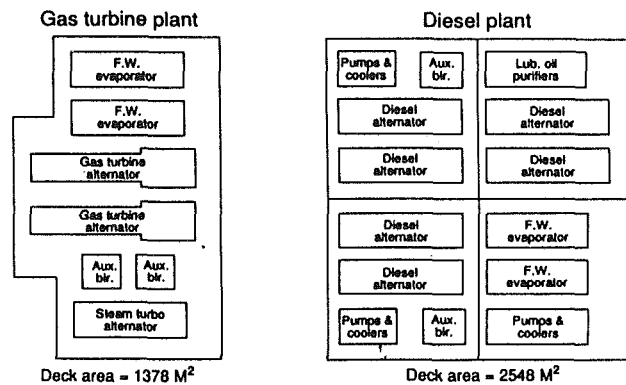 Gas turbine plant
F.W.
evaporator
F.W.
evaporator
Gas turbine
alternator
Gas turbine
alternator
Aux.
blr.
Aux.
blr.
Steam turbo
alternator
Deck area = 1378 M²
Diesel plant
Pumps &
coolers
Aux.
blr.
Diesel
alternator
Diesel
alternator
Lub. oil
purifiers
Diesel
alternator
Diesel
alternator
Diesel
alternator
Diesel
alternator
Pumps &
coolers
Aux.
blr.
F.W.
evaporator
F.W.
evaporator
Pumps &
coolers
Deck area = 2548 M²